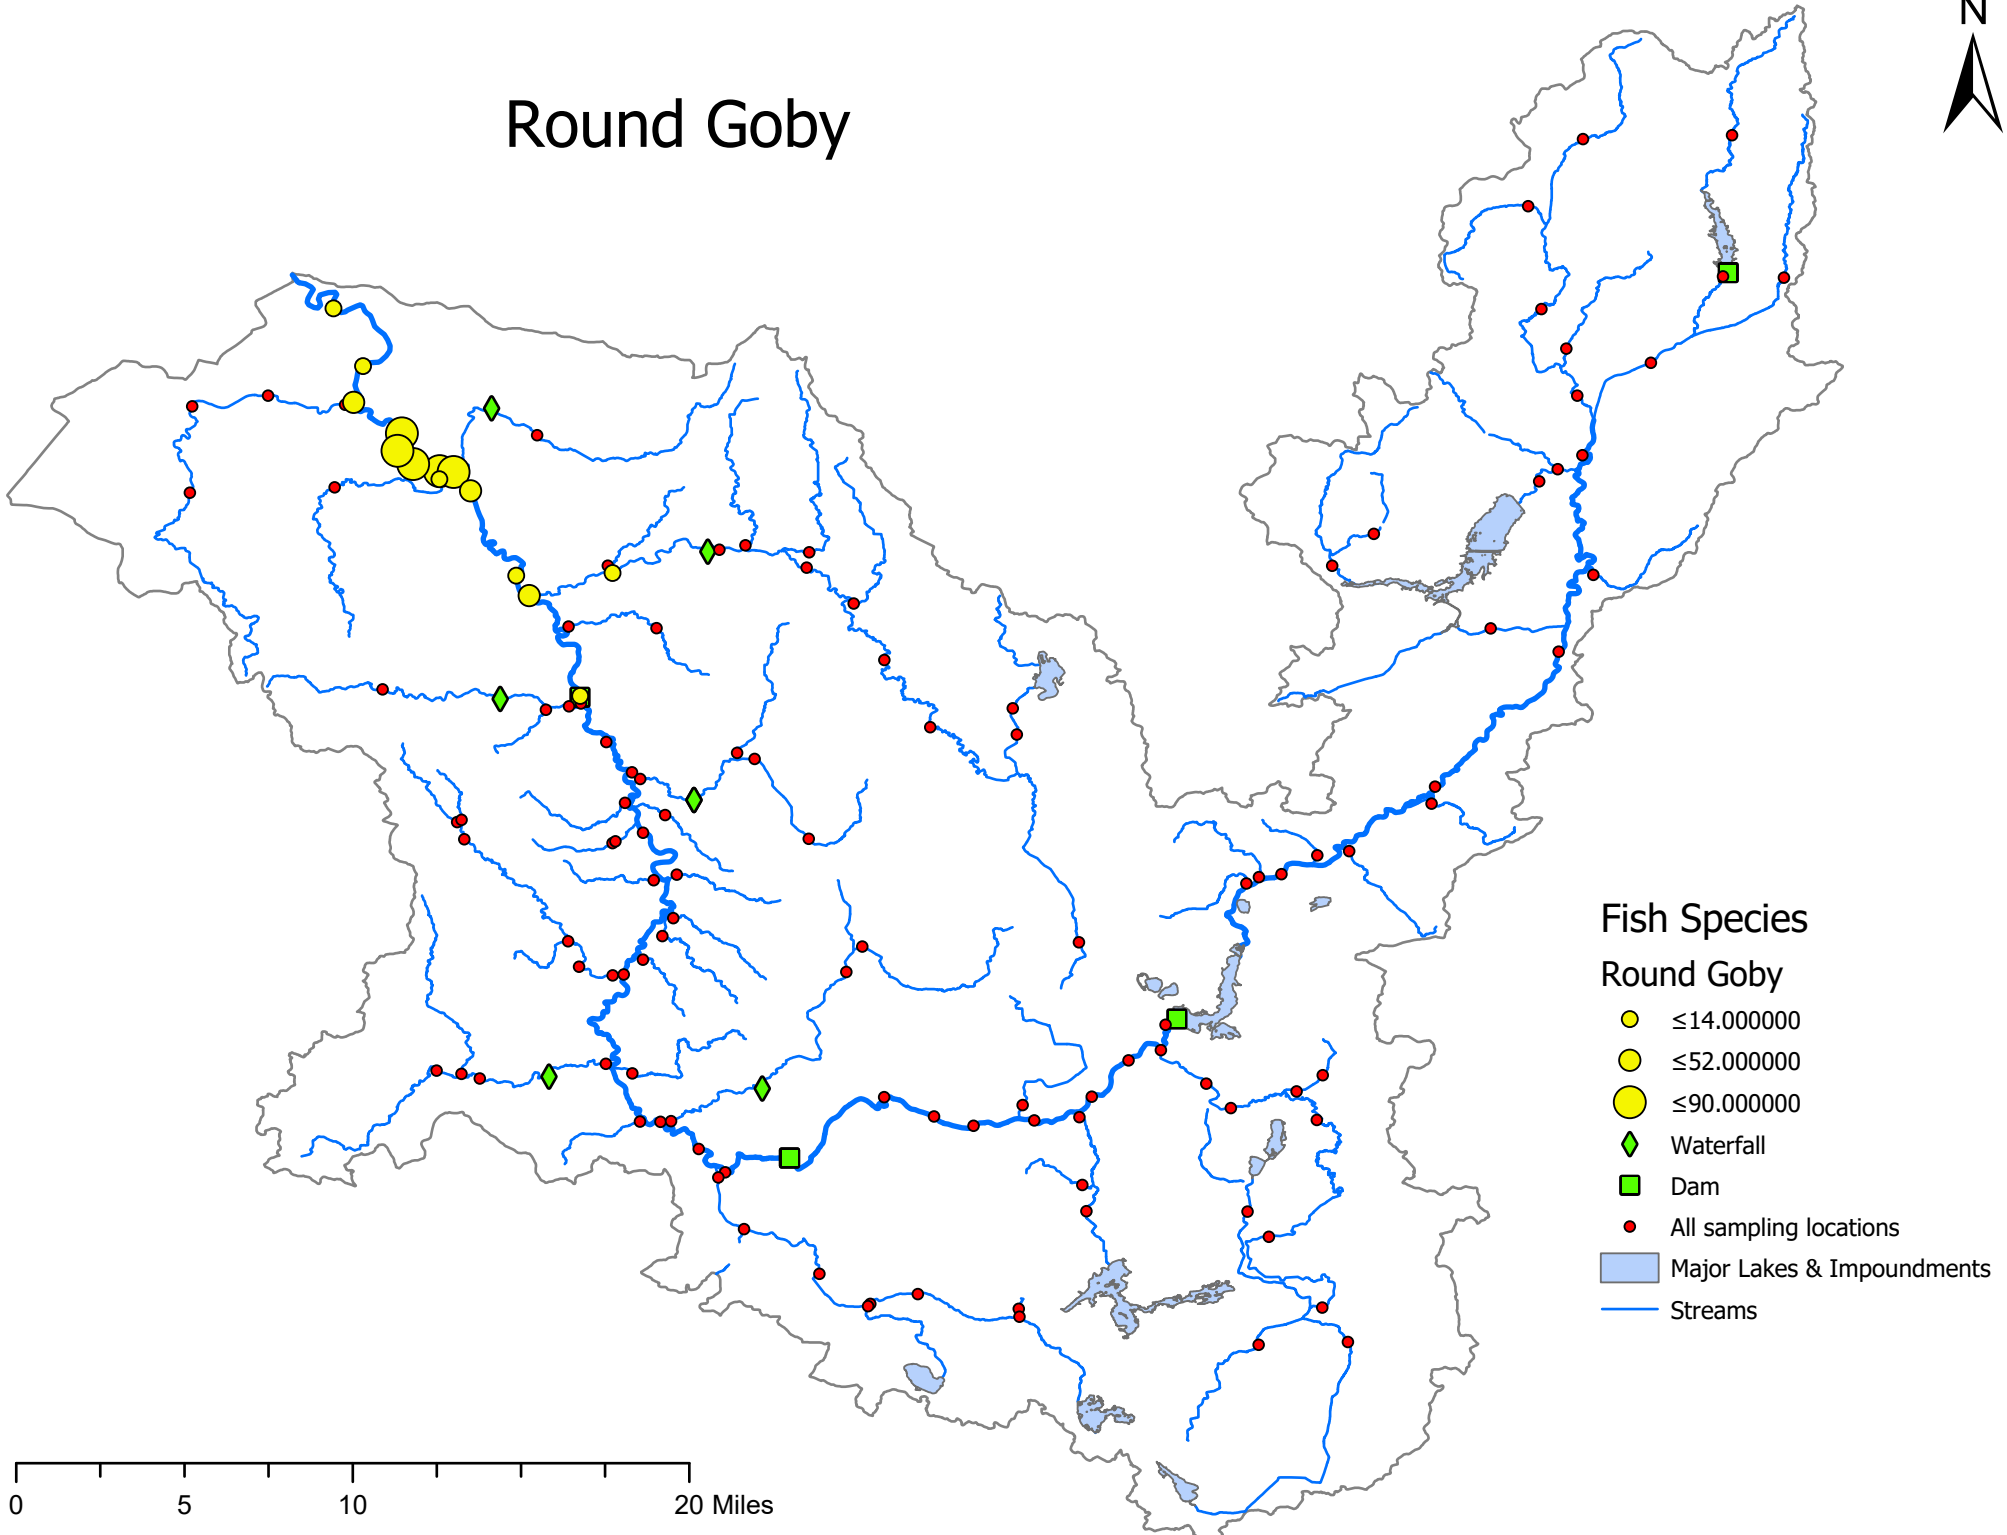 N
Round Goby
Fish Species
Round Goby
≤14.000000
≤52.000000
≤90.000000
Waterfall
Dam
All sampling locations
Major Lakes & Impoundments
Streams
0 5 10 20 Miles